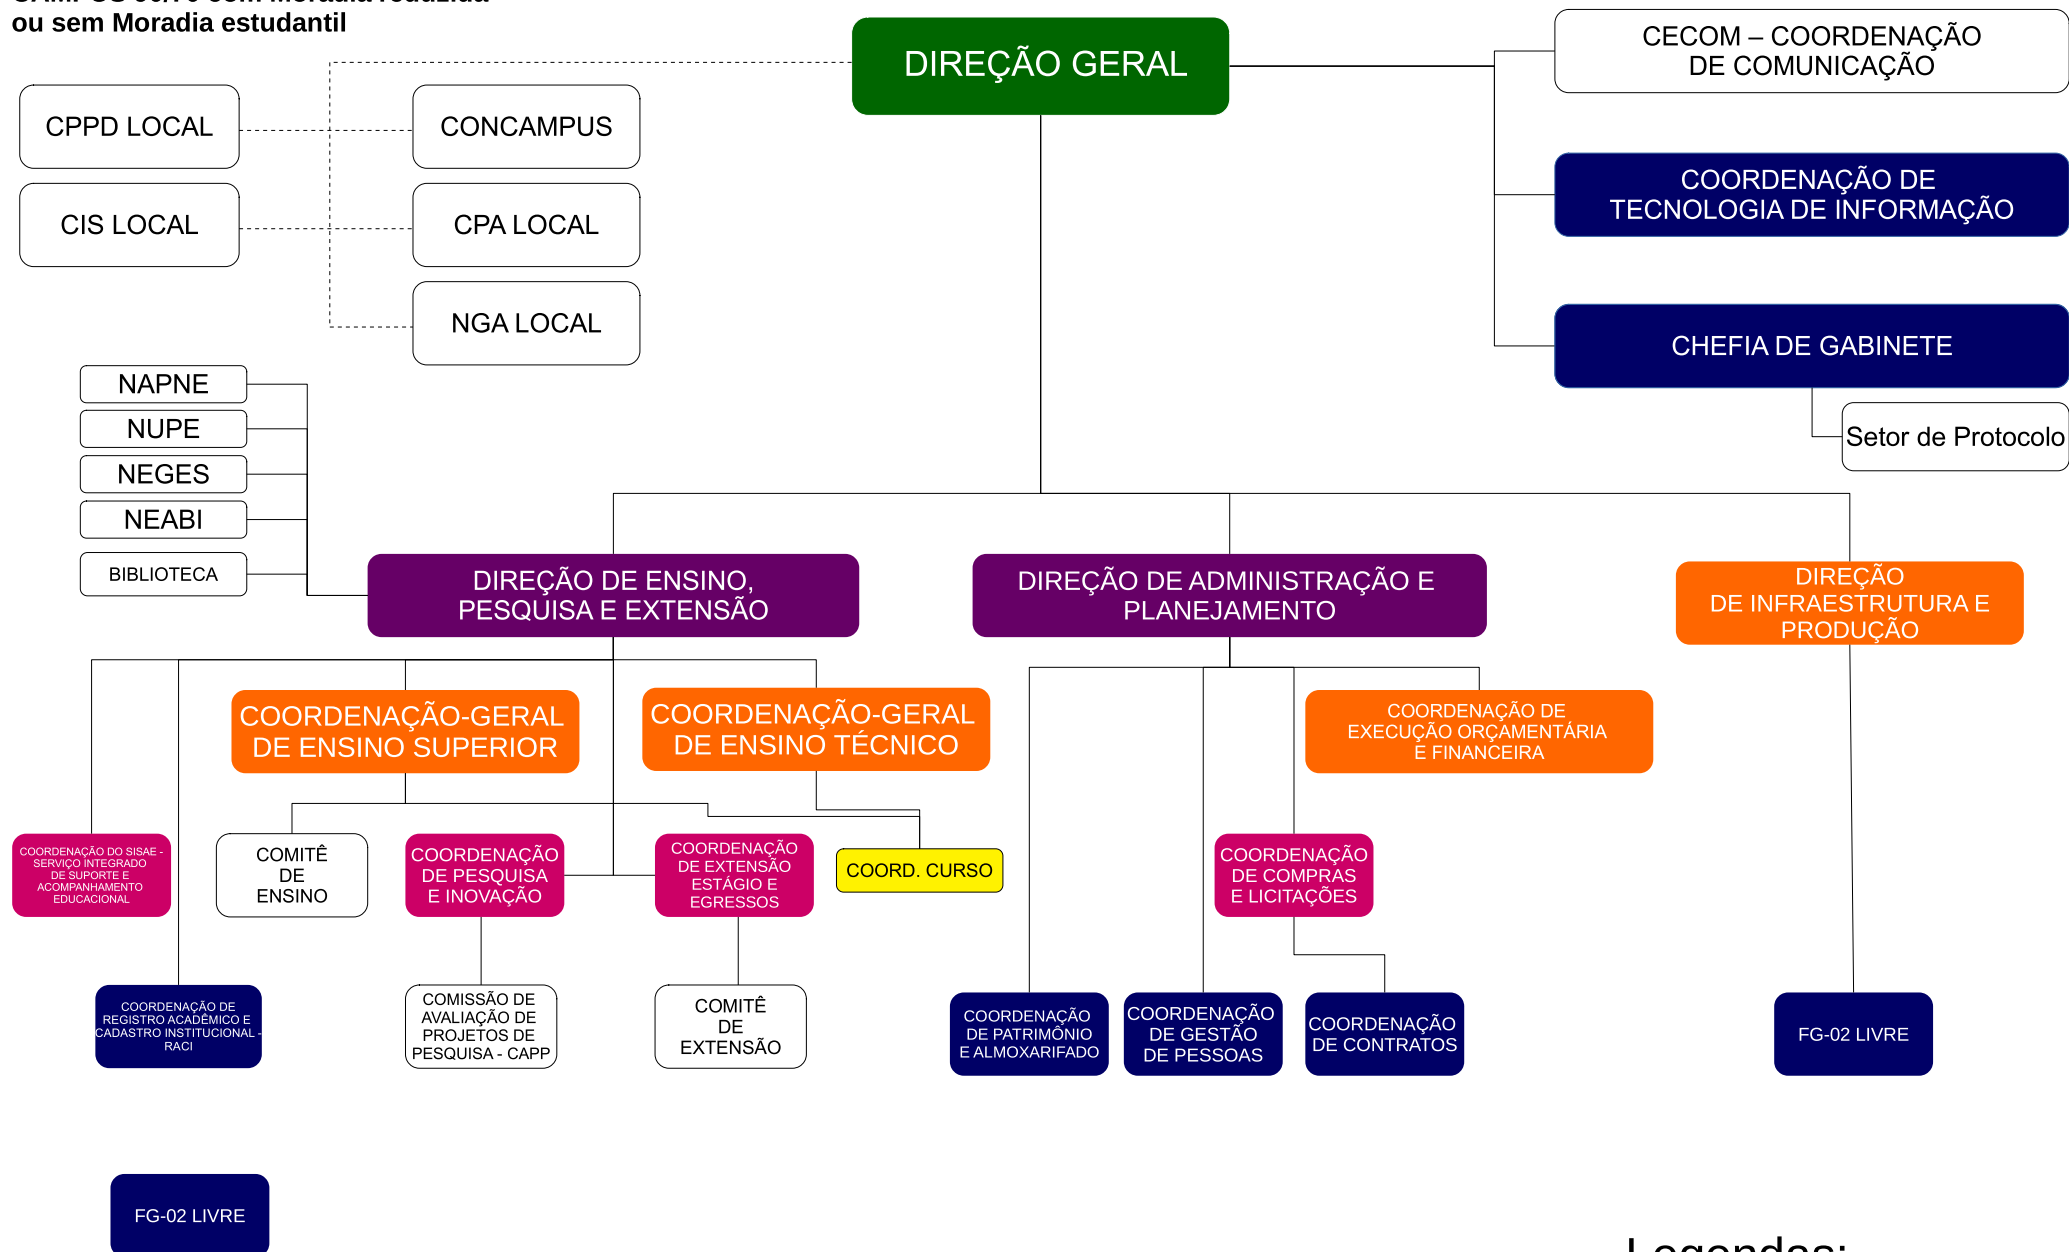 ou sem Moradia estudantil
DIREÇÃO GERAL
CECOM – COORDENAÇÃO
DE COMUNICAÇÃO
CPPD LOCAL
CONCAMPUS
COORDENAÇÃO DE
TECNOLOGIA DE INFORMAÇÃO
CIS LOCAL
CPA LOCAL
NGA LOCAL
CHEFIA DE GABINETE
Setor de Protocolo
NAPNE
NUPE
NEGES
NEABI
BIBLIOTECA
DIREÇÃO DE ENSINO,
PESQUISA E EXTENSÃO
DIREÇÃO DE ADMINISTRAÇÃO E
PLANEJAMENTO
DIREÇÃO
DE INFRAESTRUTURA E
PRODUÇÃO
COORDENAÇÃO-GERAL
DE ENSINO SUPERIOR
COORDENAÇÃO-GERAL
DE ENSINO TÉCNICO
COORDENAÇÃO DE
EXECUÇÃO ORÇAMENTÁRIA
E FINANCEIRA
COORDENAÇÃO DO SISAE -
SERVIÇO INTEGRADO
DE SUPORTE E
ACOMPANHAMENTO
EDUCACIONAL
COMITÊ
DE
ENSINO
COORDENAÇÃO
DE PESQUISA
E INOVAÇÃO
COORDENAÇÃO
DE EXTENSÃO
ESTÁGIO E
EGRESSOS
COORD. CURSO
COORDENAÇÃO
DE COMPRAS
E LICITAÇÕES
COORDENAÇÃO DE
REGISTRO ACADÊMICO E
CADASTRO INSTITUCIONAL -
RACI
COMISSÃO DE
AVALIAÇÃO DE
PROJETOS DE
PESQUISA - CAPP
COMITÊ
DE
EXTENSÃO
COORDENAÇÃO
DE PATRIMÔNIO
E ALMOXARIFADO
COORDENAÇÃO
DE GESTÃO
DE PESSOAS
COORDENAÇÃO
DE CONTRATOS
FG-02 LIVRE
FG-02 LIVRE
Legendas: